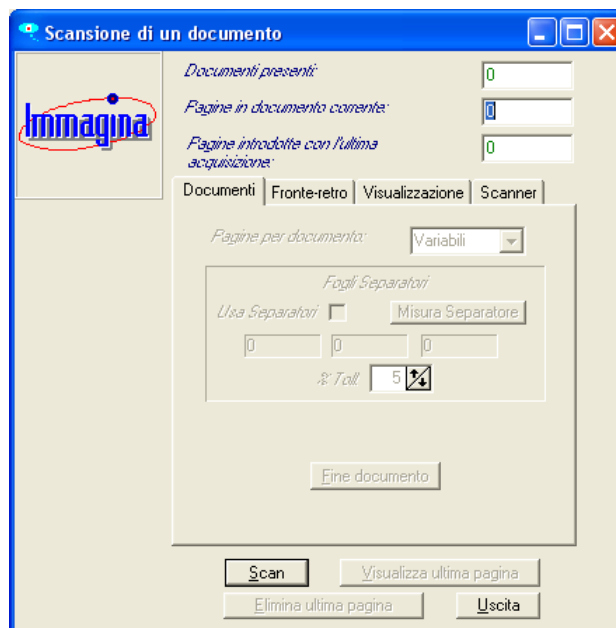 Scansione di un documento
Immagina
Documenti presenti: 0
Pagine in documento corrente: 0
Pagine introdotte con l'ultima
acquisizione: 0
Documenti Fronte-retro Visualizzazione Scanner
Pagine per documento: Variabili
Fogli Separatori
Usa Separatori Misura Separatore
0 0 0
% Toll. 5
Fine documento
Scan Visualizza ultima pagina
Elimina ultima pagina Uscita